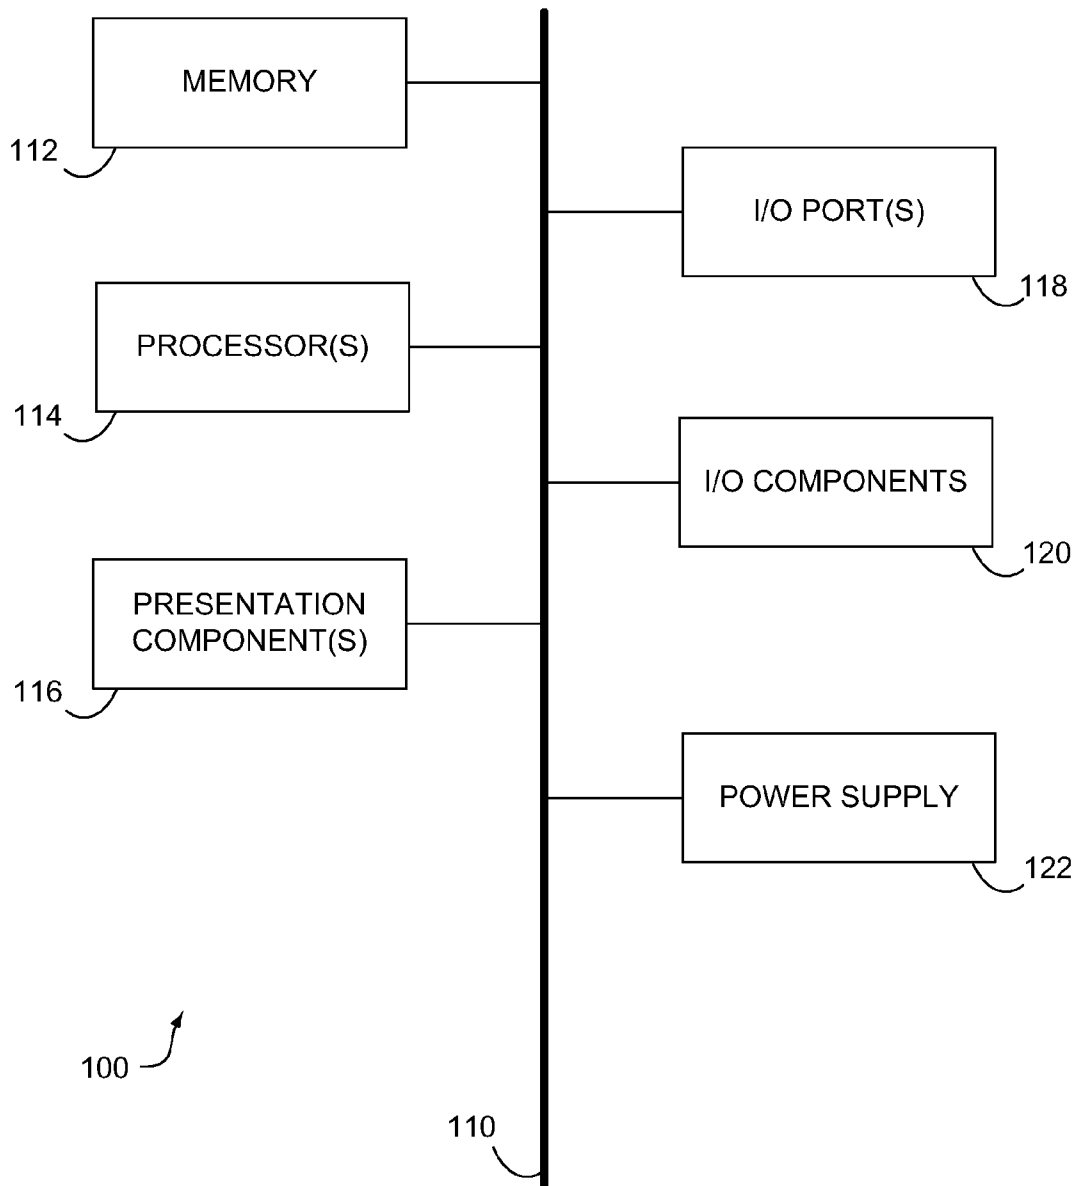 MEMORY
112
I/O PORT(S)
118
PROCESSOR(S)
114
I/O COMPONENTS
120
PRESENTATION
COMPONENT(S)
116
POWER SUPPLY
122
100
110